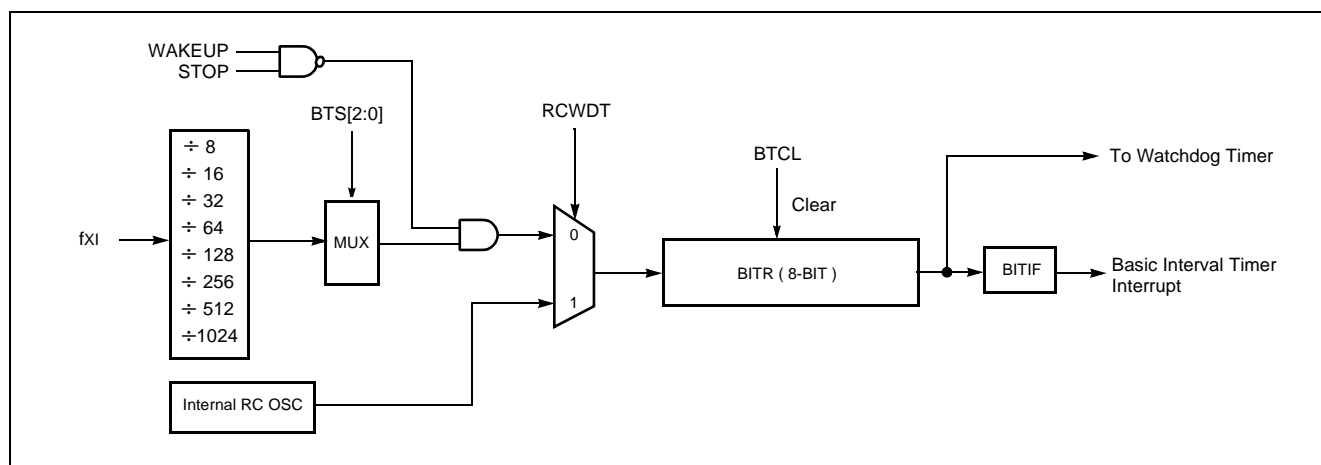 WAKEUP
STOP
BTS[2:0]
RCWDT
÷ 8
÷ 16
÷ 32
÷ 64
÷ 128
÷ 256
÷ 512
÷1024
fXI
MUX
0
1
Internal RC OSC
BTCL
Clear
BITR ( 8-BIT )
To Watchdog Timer
BITIF
Basic Interval Timer
Interrupt